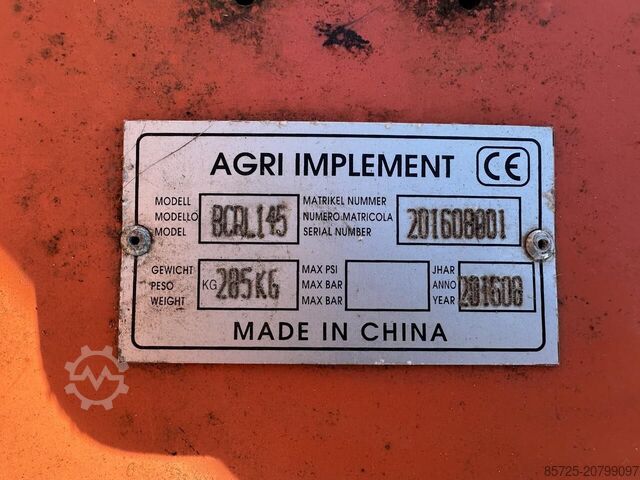 AGRI IMPLEMENT CE
MODELL MATRIKEL NUMMER
MODELLO BCRL145 NUMERO MATRICOLA 201608001
MODEL SERIAL NUMBER
GEWICHT MAX PSI JHAR
PESO KG 285KG MAX BAR ANNO 201608
WEIGHT MAX BAR YEAR
MADE IN CHINA
85725-20799097